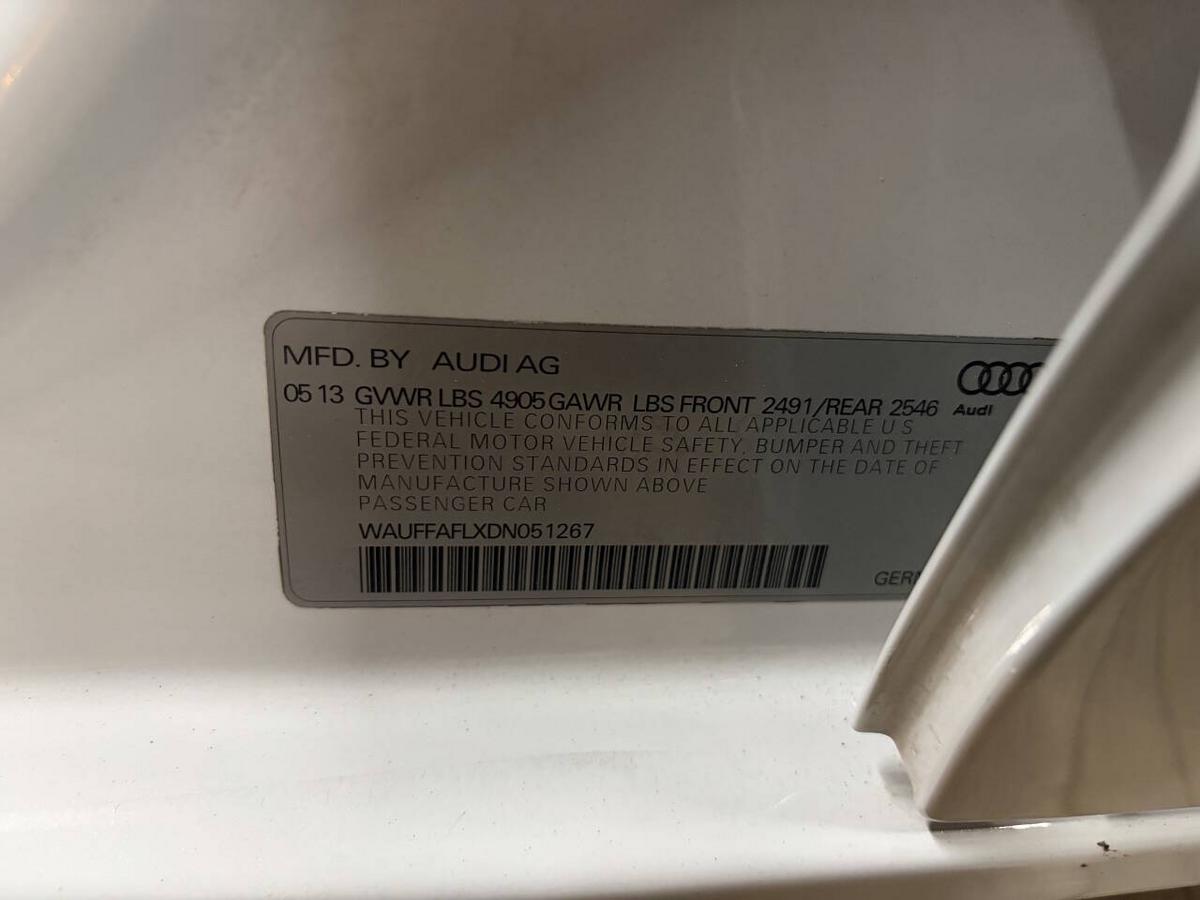 MFD. BY AUDI AG
05 13 GVWR LBS 4905 GAWR LBS FRONT 2491/REAR 2546
Audi
THIS VEHICLE CONFORMS TO ALL APPLICABLE U S
FEDERAL MOTOR VEHICLE SAFETY, BUMPER AND THEFT
PREVENTION STANDARDS IN EFFECT ON THE DATE OF
MANUFACTURE SHOWN ABOVE
PASSENGER CAR
WAUFFAFLXDN051267